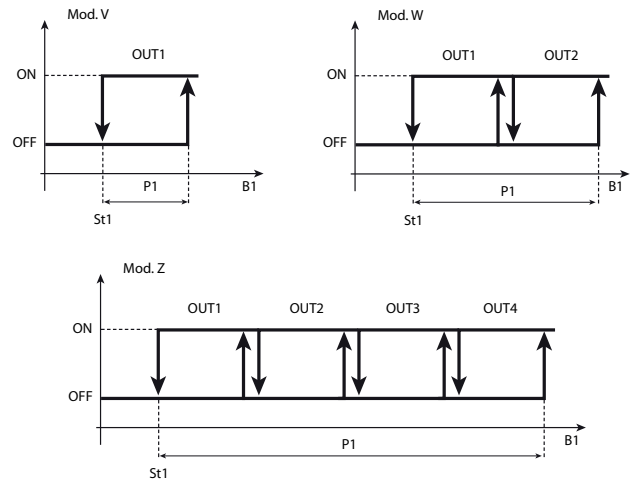 Mod. V
OUT1
ON
OFF
P1
B1
St1
Mod. W
OUT1 OUT2
ON
OFF
P1
B1
St1
Mod. Z
OUT1 OUT2 OUT3 OUT4
ON
OFF
P1
B1
St1